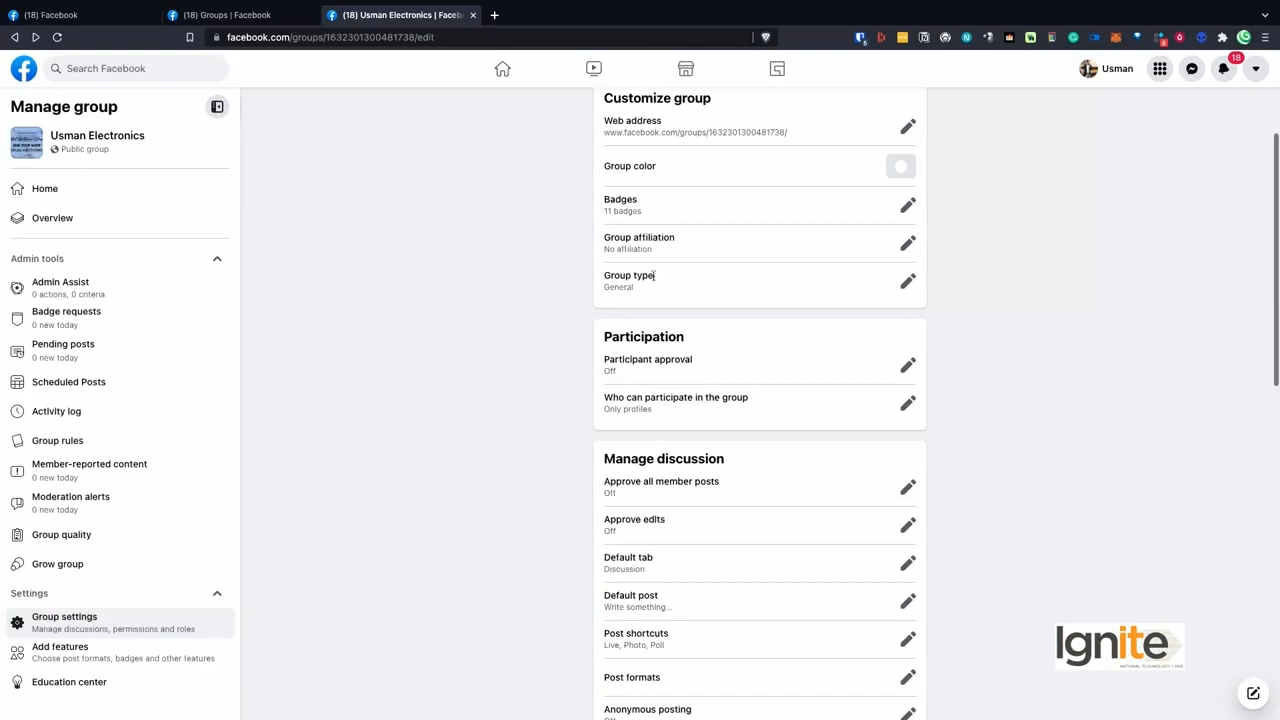 (18) Facebook
(18) Groups | Facebook
(18) Usman Electronics | Faceb
facebook.com/groups/1632301300481738/edit
Search Facebook
Usman
18
Manage group
Usman Electronics
Public group
Home
Overview
Admin tools
Admin Assist
0 actions, 0 criteria
Badge requests
0 new today
Pending posts
0 new today
Scheduled Posts
Activity log
Group rules
Member-reported content
0 new today
Moderation alerts
0 new today
Group quality
Grow group
Settings
Group settings
Manage discussions, permissions and roles
Add features
Choose post formats, badges and other features
Education center
Customize group
Web address
www.facebook.com/groups/1632301300481738/
Group color
Badges
11 badges
Group affiliation
No affiliation
Group type
General
Participation
Participant approval
Off
Who can participate in the group
Only profiles
Manage discussion
Approve all member posts
Off
Approve edits
Off
Default tab
Discussion
Default post
Write something...
Post shortcuts
Live, Photo, Poll
Post formats
Anonymous posting
Ignite